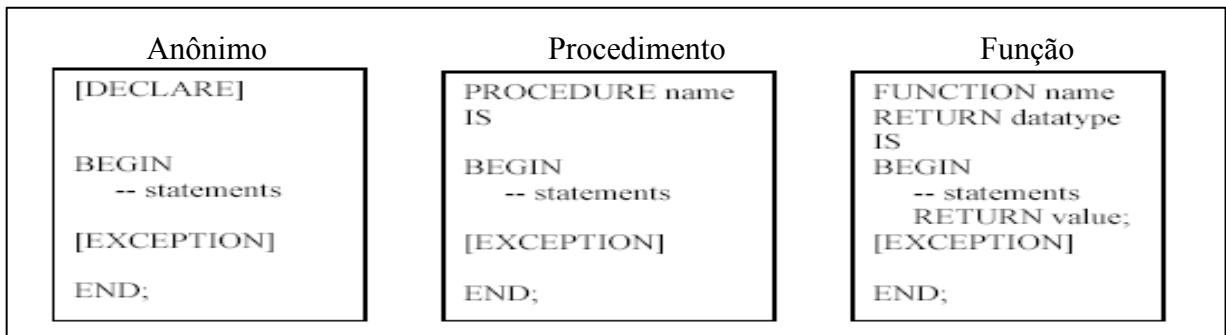 Anônimo
[DECLARE]
BEGIN
-- statements
[EXCEPTION]
END;
Procedimento
PROCEDURE name
IS
BEGIN
-- statements
[EXCEPTION]
END;
Função
FUNCTION name
RETURN datatype
IS
BEGIN
-- statements
RETURN value;
[EXCEPTION]
END;